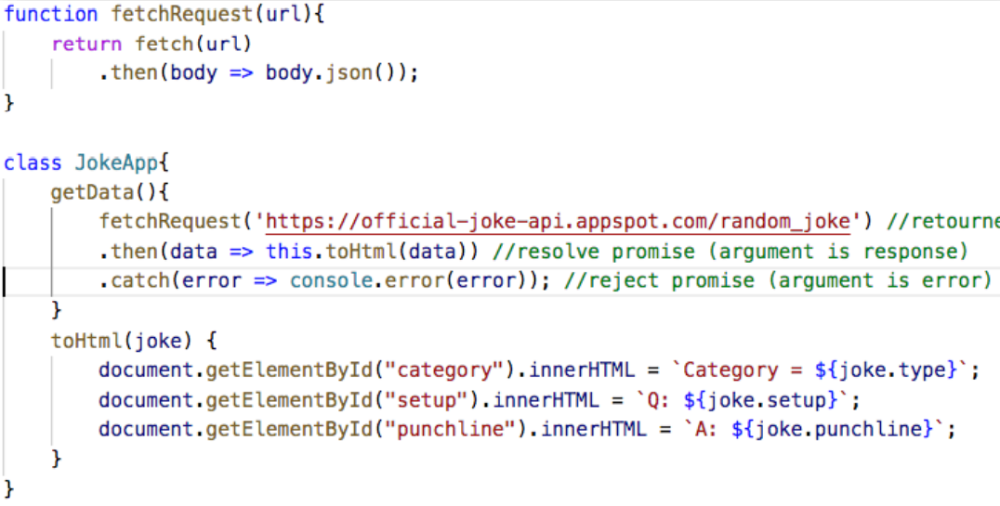 function fetchRequest(url){
    return fetch(url)
        .then(body => body.json());
}

class JokeApp{
    getData(){
        fetchRequest('https://official-joke-api.appspot.com/random_joke') //retourne
        .then(data => this.toHtml(data)) //resolve promise (argument is response)
        .catch(error => console.error(error)); //reject promise (argument is error)
    }
    toHtml(joke) {
        document.getElementById("category").innerHTML = `Category = ${joke.type}`;
        document.getElementById("setup").innerHTML = `Q: ${joke.setup}`;
        document.getElementById("punchline").innerHTML = `A: ${joke.punchline}`;
    }
}